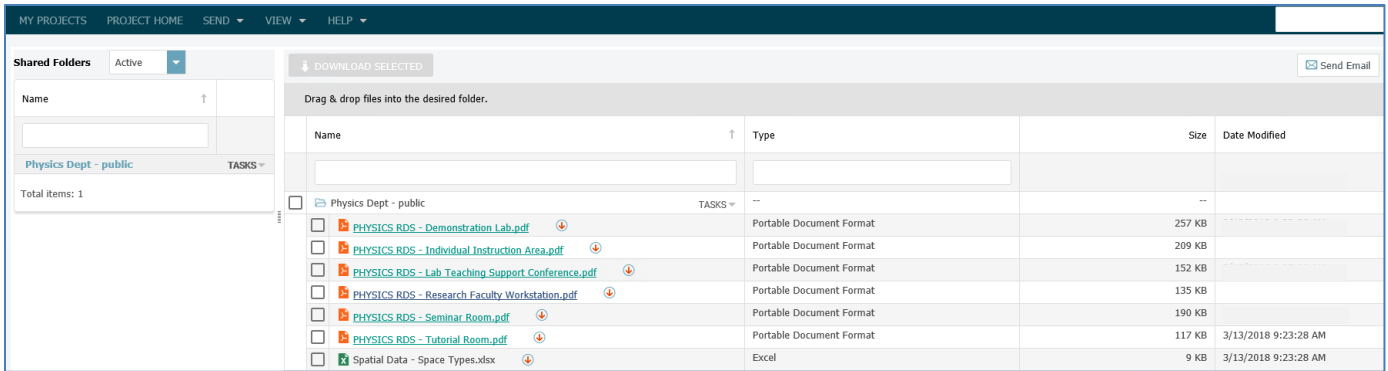 MY PROJECTS PROJECT HOME SEND VIEW HELP
Shared Folders Active DOWNLOAD SELECTED Send Email
Name Drag & drop files into the desired folder.
Name Type Size Date Modified
Physics Dept - public TASKS
Total items: 1
Physics Dept - public TASKS -- --
PHYSICS RDS - Demonstration Lab.pdf Portable Document Format 257 KB
PHYSICS RDS - Individual Instruction Area.pdf Portable Document Format 209 KB
PHYSICS RDS - Lab Teaching Support Conference.pdf Portable Document Format 152 KB
PHYSICS RDS - Research Faculty Workstation.pdf Portable Document Format 135 KB
PHYSICS RDS - Seminar Room.pdf Portable Document Format 190 KB
PHYSICS RDS - Tutorial Room.pdf Portable Document Format 117 KB 3/13/2018 9:23:28 AM
Spatial Data - Space Types.xlsx Excel 9 KB 3/13/2018 9:23:28 AM